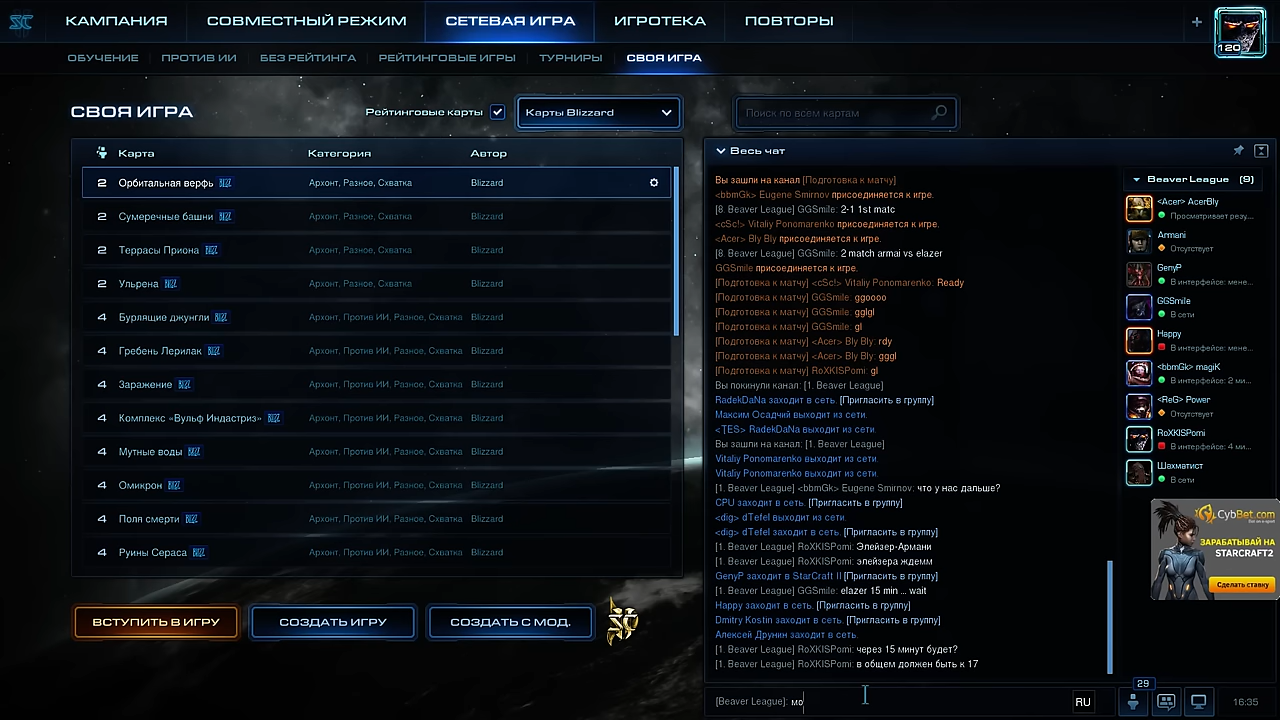 КАМПАНИЯ СОВМЕСТНЫЙ РЕЖИМ СЕТЕВАЯ ИГРА ИГРОТЕКА ПОВТОРЫ
120
ОБУЧЕНИЕ ПРОТИВ ИИ БЕЗ РЕЙТИНГА РЕЙТИНГОВЫЕ ИГРЫ ТУРНИРЫ СВОЯ ИГРА
СВОЯ ИГРА
Рейтинговые карты
Карты Blizzard
Поиск по всем картам
Карта Категория Автор
2 Орбитальная верфь Архонт, Разное, Схватка Blizzard
2 Сумеречные башни Архонт, Разное, Схватка Blizzard
2 Террасы Приона Архонт, Разное, Схватка Blizzard
2 Ульрена Архонт, Разное, Схватка Blizzard
4 Бурлящие джунгли Архонт, Против ИИ, Разное, Схватка Blizzard
4 Гребень Лерилак Архонт, Против ИИ, Разное, Схватка Blizzard
4 Заражение Архонт, Против ИИ, Разное, Схватка Blizzard
4 Комплекс «Вульф Индастриз» Архонт, Против ИИ, Разное, Схватка Blizzard
4 Мутные воды Архонт, Против ИИ, Разное, Схватка Blizzard
4 Омикрон Архонт, Против ИИ, Разное, Схватка Blizzard
4 Поля смерти Архонт, Против ИИ, Разное, Схватка Blizzard
4 Руины Сераса Архонт, Против ИИ, Разное, Схватка Blizzard
ВСТУПИТЬ В ИГРУ СОЗДАТЬ ИГРУ СОЗДАТЬ С МОД.
Весь чат
Вы зашли на канал [Подготовка к матчу]
<bbmGk> Eugene Smirnov присоединяется к игре.
[8. Beaver League] GGSmile: 2-1 1st matc
<cSc!> Vitaliy Ponomarenko присоединяется к игре.
<Acer> Bly Bly присоединяется к игре.
[8. Beaver League] GGSmile: 2 match armai vs elazer
GGSmile присоединяется к игре.
[Подготовка к матчу] <cSc!> Vitaliy Ponomarenko: Ready
[Подготовка к матчу] GGSmile: ggoooo
[Подготовка к матчу] GGSmile: gglgl
[Подготовка к матчу] GGSmile: gl
[Подготовка к матчу] <Acer> Bly Bly: rdy
[Подготовка к матчу] <Acer> Bly Bly: gggl
[Подготовка к матчу] RoXKISPomi: gl
Вы покинули канал: [1. Beaver League]
RadekDaNa заходит в сеть. [Пригласить в группу]
Максим Осадчий выходит из сети.
<TES> RadekDaNa выходит из сети.
Вы зашли на канал: [1. Beaver League]
Vitaliy Ponomarenko выходит из сети.
Vitaliy Ponomarenko выходит из сети.
[1. Beaver League] <bbmGk> Eugene Smirnov: что у нас дальше?
CPU заходит в сеть. [Пригласить в группу]
<dig> dTefel выходит из сети.
<dig> dTefel заходит в сеть. [Пригласить в группу]
[1. Beaver League] RoXKISPomi: Элейзер-Армани
[1. Beaver League] RoXKISPomi: элейзера ждемм
GenyP заходит в StarCraft II [Пригласить в группу]
[1. Beaver League] GGSmile: elazer 15 min ... wait
Happy заходит в сеть. [Пригласить в группу]
Dmitry Kostin заходит в сеть. [Пригласить в группу]
Алексей Друнин заходит в сеть.
[1. Beaver League] RoXKISPomi: через 15 минут будет?
[1. Beaver League] RoXKISPomi: в общем должен быть к 17
[Beaver League]: мо
RU
Beaver League (9)
<Acer> AcerBly
Просматривает резу...
Armani
Отсутствует
GenyP
В интерфейсе: мене...
GGSmile
В сети
Happy
В интерфейсе: мене...
<bbmGk> magiK
В интерфейсе: 2 ми...
<ReG> Power
Отсутствует
RoXKISPomi
В интерфейсе: 4 ми...
Шахматист
В сети
CybBet.com
ЗАРАБАТЫВАЙ НА
STARCRAFT2
Сделать ставку
29
16:35